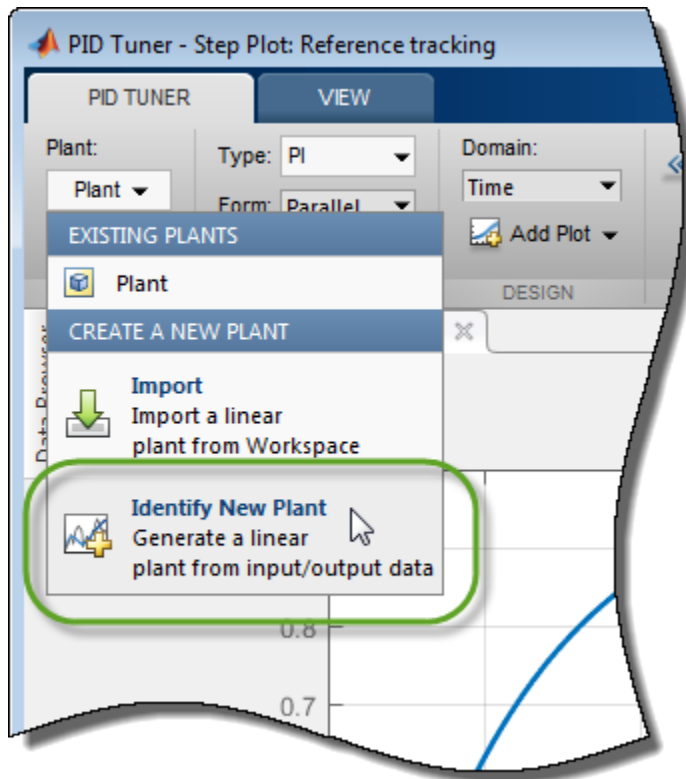 PID Tuner - Step Plot: Reference tracking
PID TUNER
VIEW
Plant:
Type: PI
Domain:
Plant
Form: Parallel
Time
Add Plot
EXISTING PLANTS
Plant
DESIGN
CREATE A NEW PLANT
Data Browser
Import
Import a linear
plant from Workspace
Identify New Plant
Generate a linear
plant from input/output data
0.8
0.7